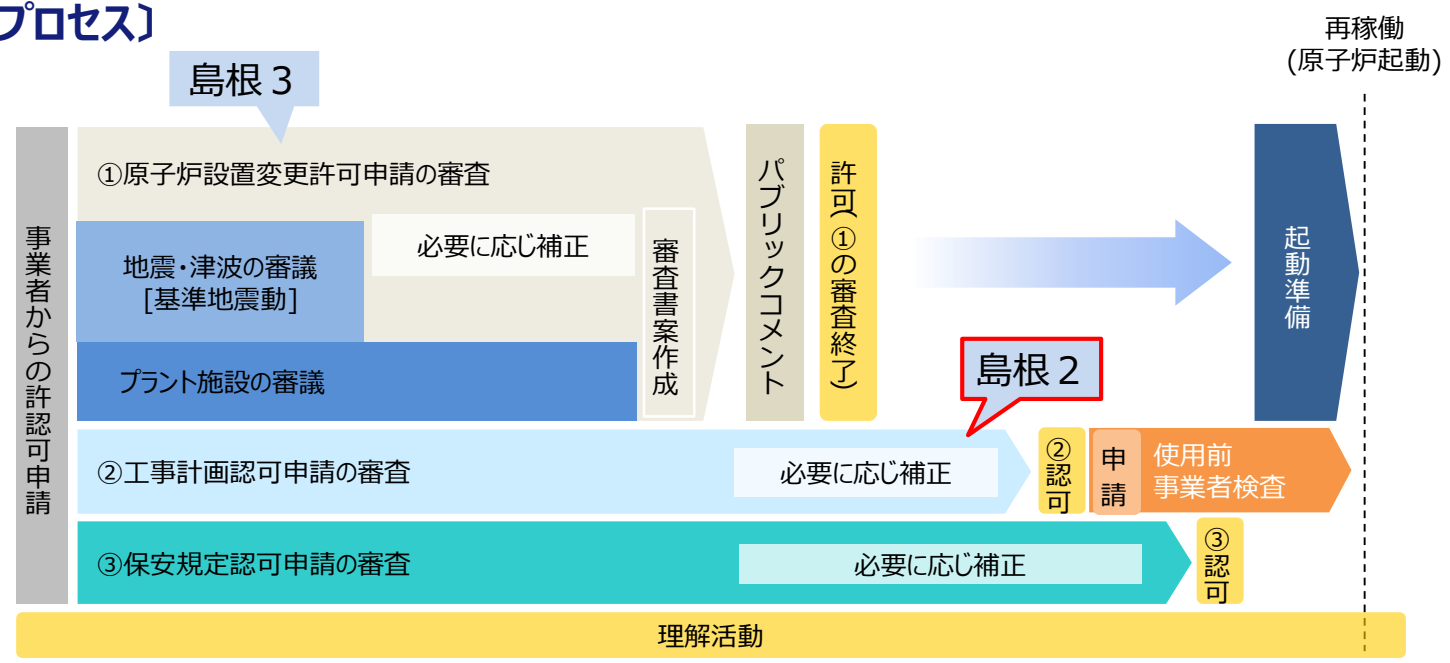 プロセス〕
再稼働
(原子炉起動)
島根３
事業者からの許認可申請
①原子炉設置変更許可申請の審査
地震・津波の審議
[基準地震動]
必要に応じ補正
プラント施設の審議
審査書案作成
パブリックコメント
許可(①の審査終了)
起動準備
島根２
②工事計画認可申請の審査
必要に応じ補正
②認可
申請
使用前
事業者検査
③保安規定認可申請の審査
必要に応じ補正
③認可
理解活動